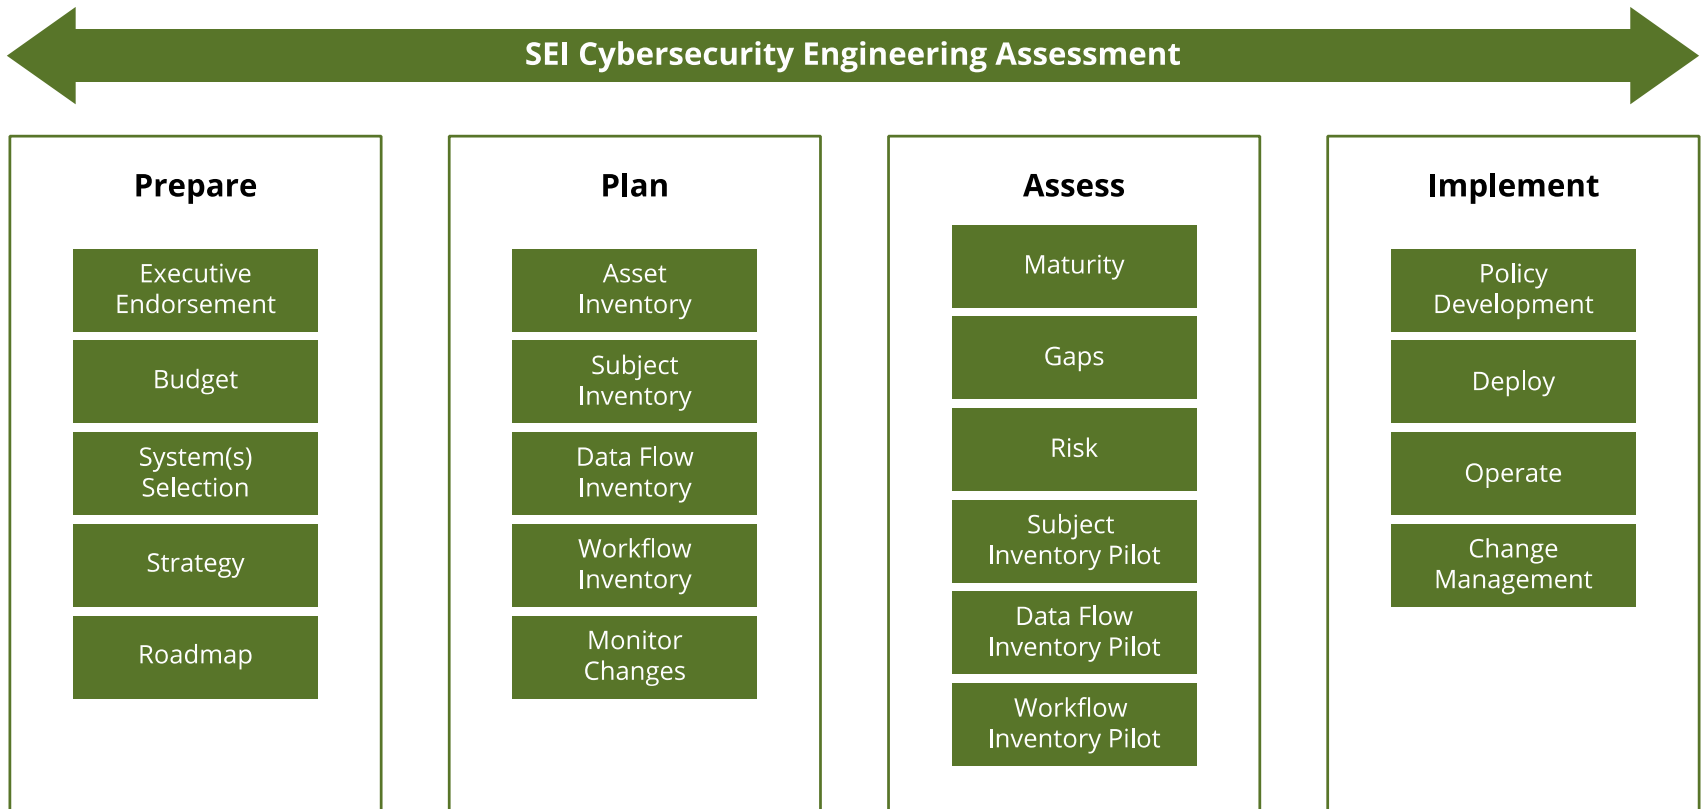 SEI Cybersecurity Engineering Assessment
Prepare
Executive
Endorsement
Budget
System(s)
Selection
Strategy
Roadmap
Plan
Asset
Inventory
Subject
Inventory
Data Flow
Inventory
Workflow
Inventory
Monitor
Changes
Assess
Maturity
Gaps
Risk
Subject
Inventory Pilot
Data Flow
Inventory Pilot
Workflow
Inventory Pilot
Implement
Policy
Development
Deploy
Operate
Change
Management